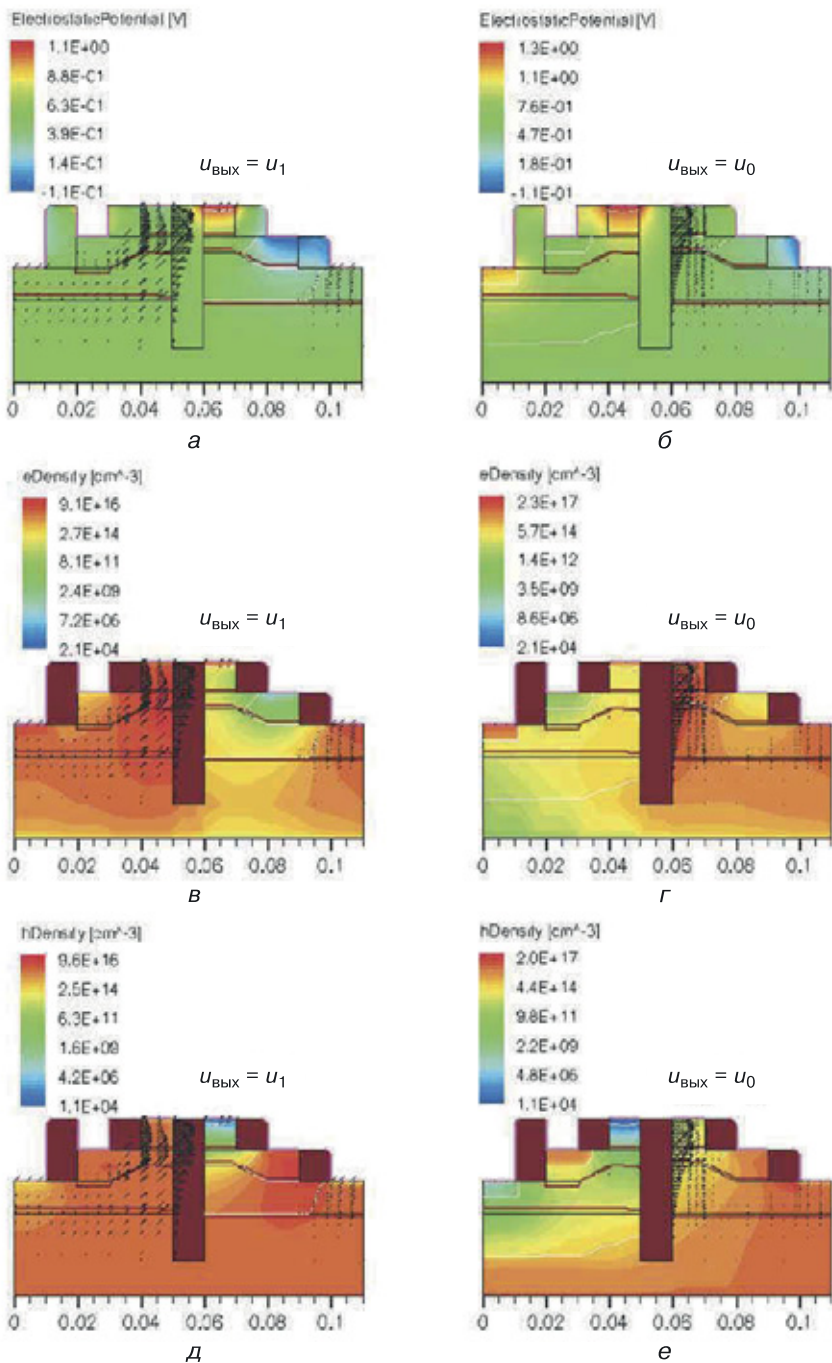 ElectrostaticPotential [V]
1.1E+00
8.8E-C1
6.3E-C1
3.9E-C1
1.4E-C1
-1.1E-C1
uвых = u1
0 0.02 0.04 0.06 0.08 0.1
а
ElectrostaticPotential [V]
1.3E+00
1.1E+00
7.6E-01
4.7E-01
1.8E-01
-1.1E-01
uвых = u0
0 0.02 0.04 0.06 0.08 0.1
б
eDensity [cm^-3]
9.1E+16
2.7E+14
8.1E+11
2.4E+09
7.2E+06
2.1E+04
uвых = u1
0 0.02 0.04 0.06 0.08 0.1
в
eDensity [cm^-3]
2.3E+17
5.7E+14
1.4E+12
3.5E+09
8.6E+06
2.1E+04
uвых = u0
0 0.02 0.04 0.06 0.08 0.1
г
hDensity [cm^-3]
9.6E+16
2.5E+14
6.3E+11
1.6E+09
4.2E+06
1.1E+04
uвых = u1
0 0.02 0.04 0.06 0.08 0.1
д
hDensity [cm^-3]
2.0E+17
4.4E+14
9.8E+11
2.2E+09
4.8E+06
1.1E+04
uвых = u0
0 0.02 0.04 0.06 0.08 0.1
е